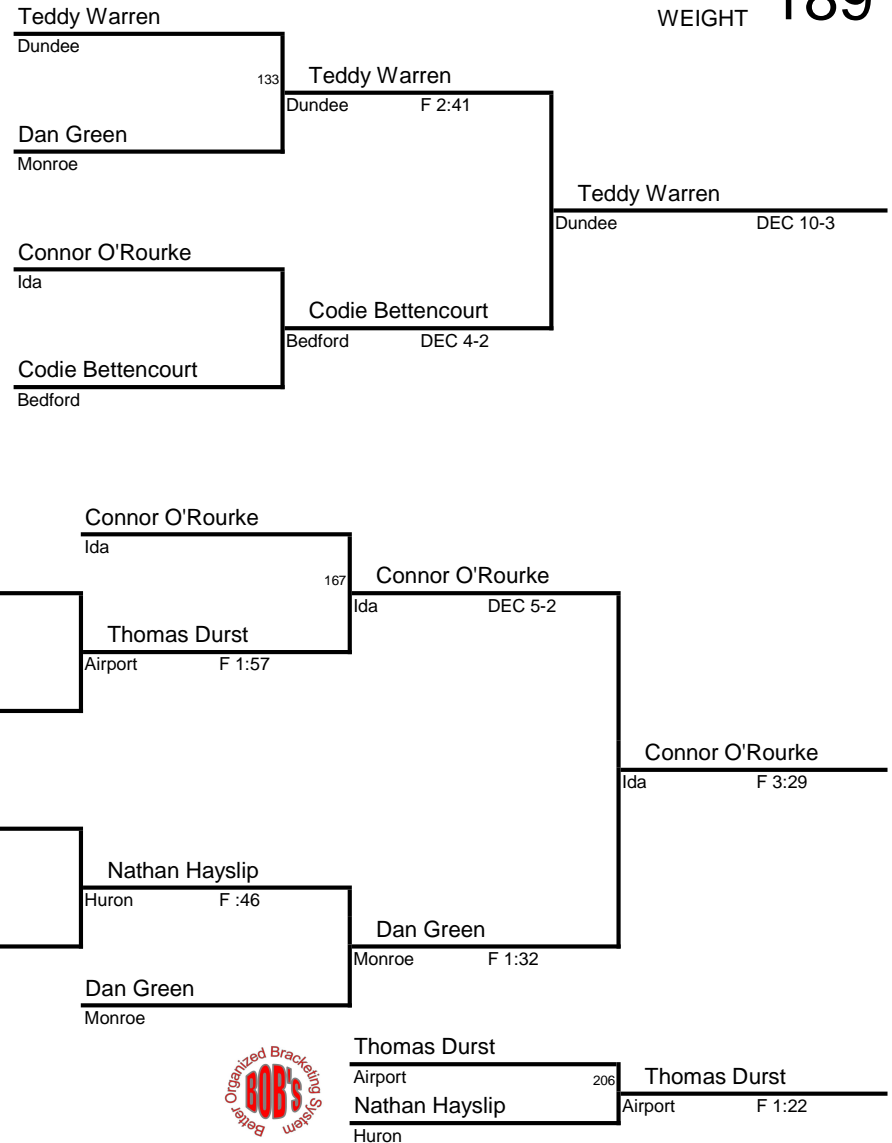 Teddy Warren
WEIGHT 189
Dundee
133 Teddy Warren
Dundee F 2:41
Dan Green
Monroe
Teddy Warren
Dundee DEC 10-3
Connor O'Rourke
Ida
Codie Bettencourt
Bedford DEC 4-2
Codie Bettencourt
Bedford
Connor O'Rourke
Ida
167 Connor O'Rourke
Ida DEC 5-2
Thomas Durst
Airport F 1:57
Connor O'Rourke
Ida F 3:29
Nathan Hayslip
Huron F :46
Dan Green
Monroe F 1:32
Dan Green
Monroe
Better Organized Bracketing System
BOB's
Thomas Durst
Airport
206 Thomas Durst
Nathan Hayslip
Airport F 1:22
Huron